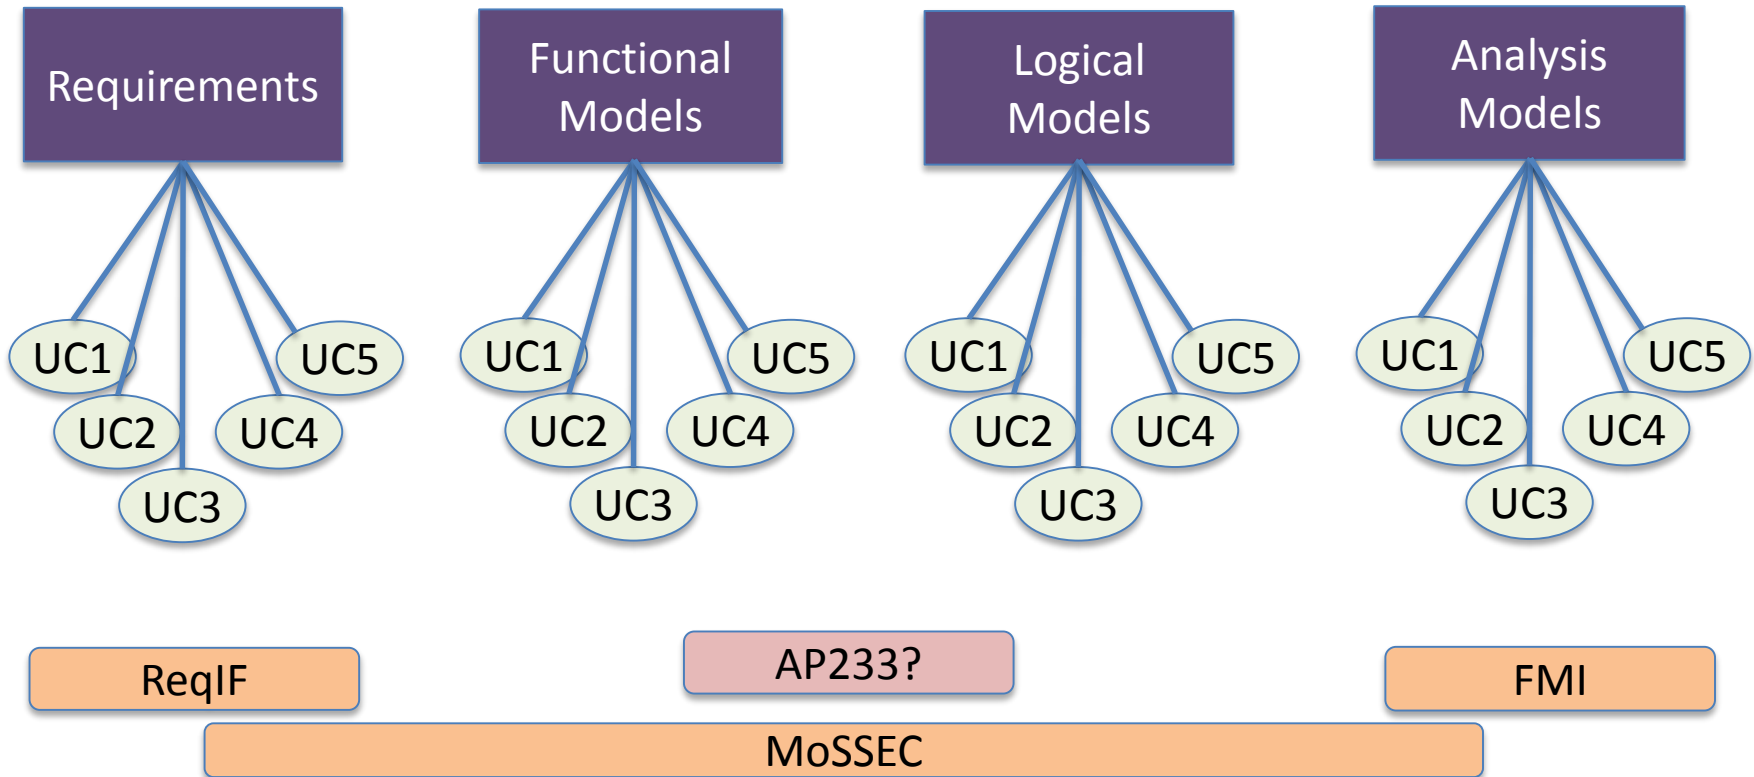 Requirements
Functional
Models
Logical
Models
Analysis
Models
UC1
UC5
UC2
UC4
UC3
UC1
UC5
UC2
UC4
UC3
UC1
UC5
UC2
UC4
UC3
UC1
UC5
UC2
UC4
UC3
ReqIF
AP233?
FMI
MoSSEC